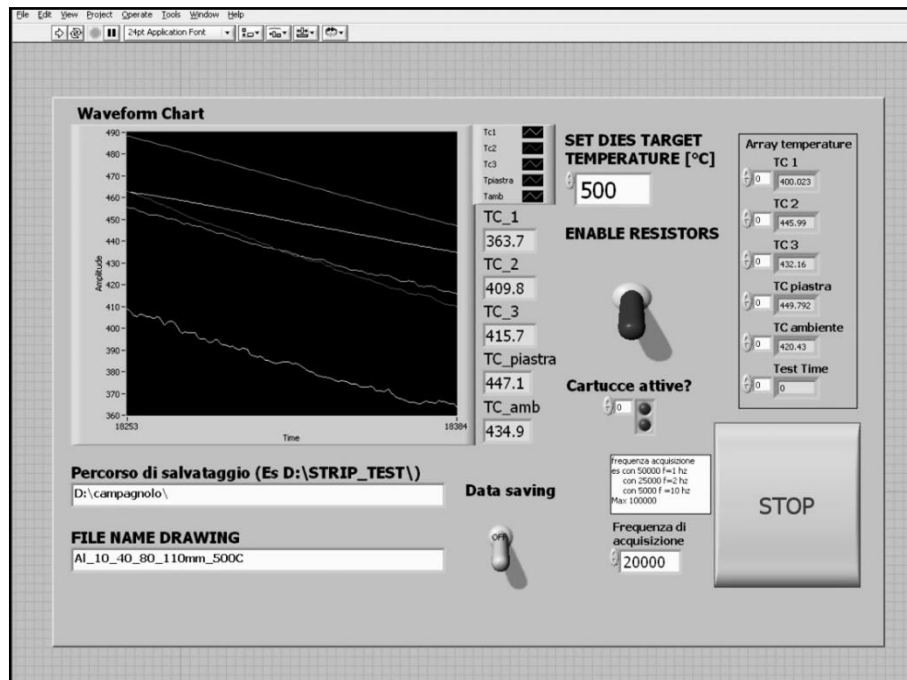 File Edit View Project Operate Tools Window Help
24pt Application Font
Waveform Chart
490
480
470
460
450
440
430
420
410
400
390
380
370
360
Amplitude
18253
18384
Time
Tc1
Tc2
Tc3
Tpiastra
Tamb
TC_1
363.7
TC_2
409.8
TC_3
415.7
TC_piastra
447.1
TC_amb
434.9
SET DIES TARGET
TEMPERATURE [°C]
500
ENABLE RESISTORS
Cartucce attive?
0
Array temperature
TC 1
0 400.023
TC 2
0 445.99
TC 3
0 432.16
TC piastra
0 449.792
TC ambiente
0 420.43
Test Time
0 0
Percorso di salvataggio (Es D:\STRIP_TEST\)
D:\campagnolo\
FILE NAME DRAWING
Al_10_40_80_110mm_500C
Data saving
OFF
frequenza acquisizione
es con 50000 f=1 hz
con 25000 f=2 hz
con 5000 f =10 hz
Max 100000
Frequenza di
acquisizione
20000
STOP